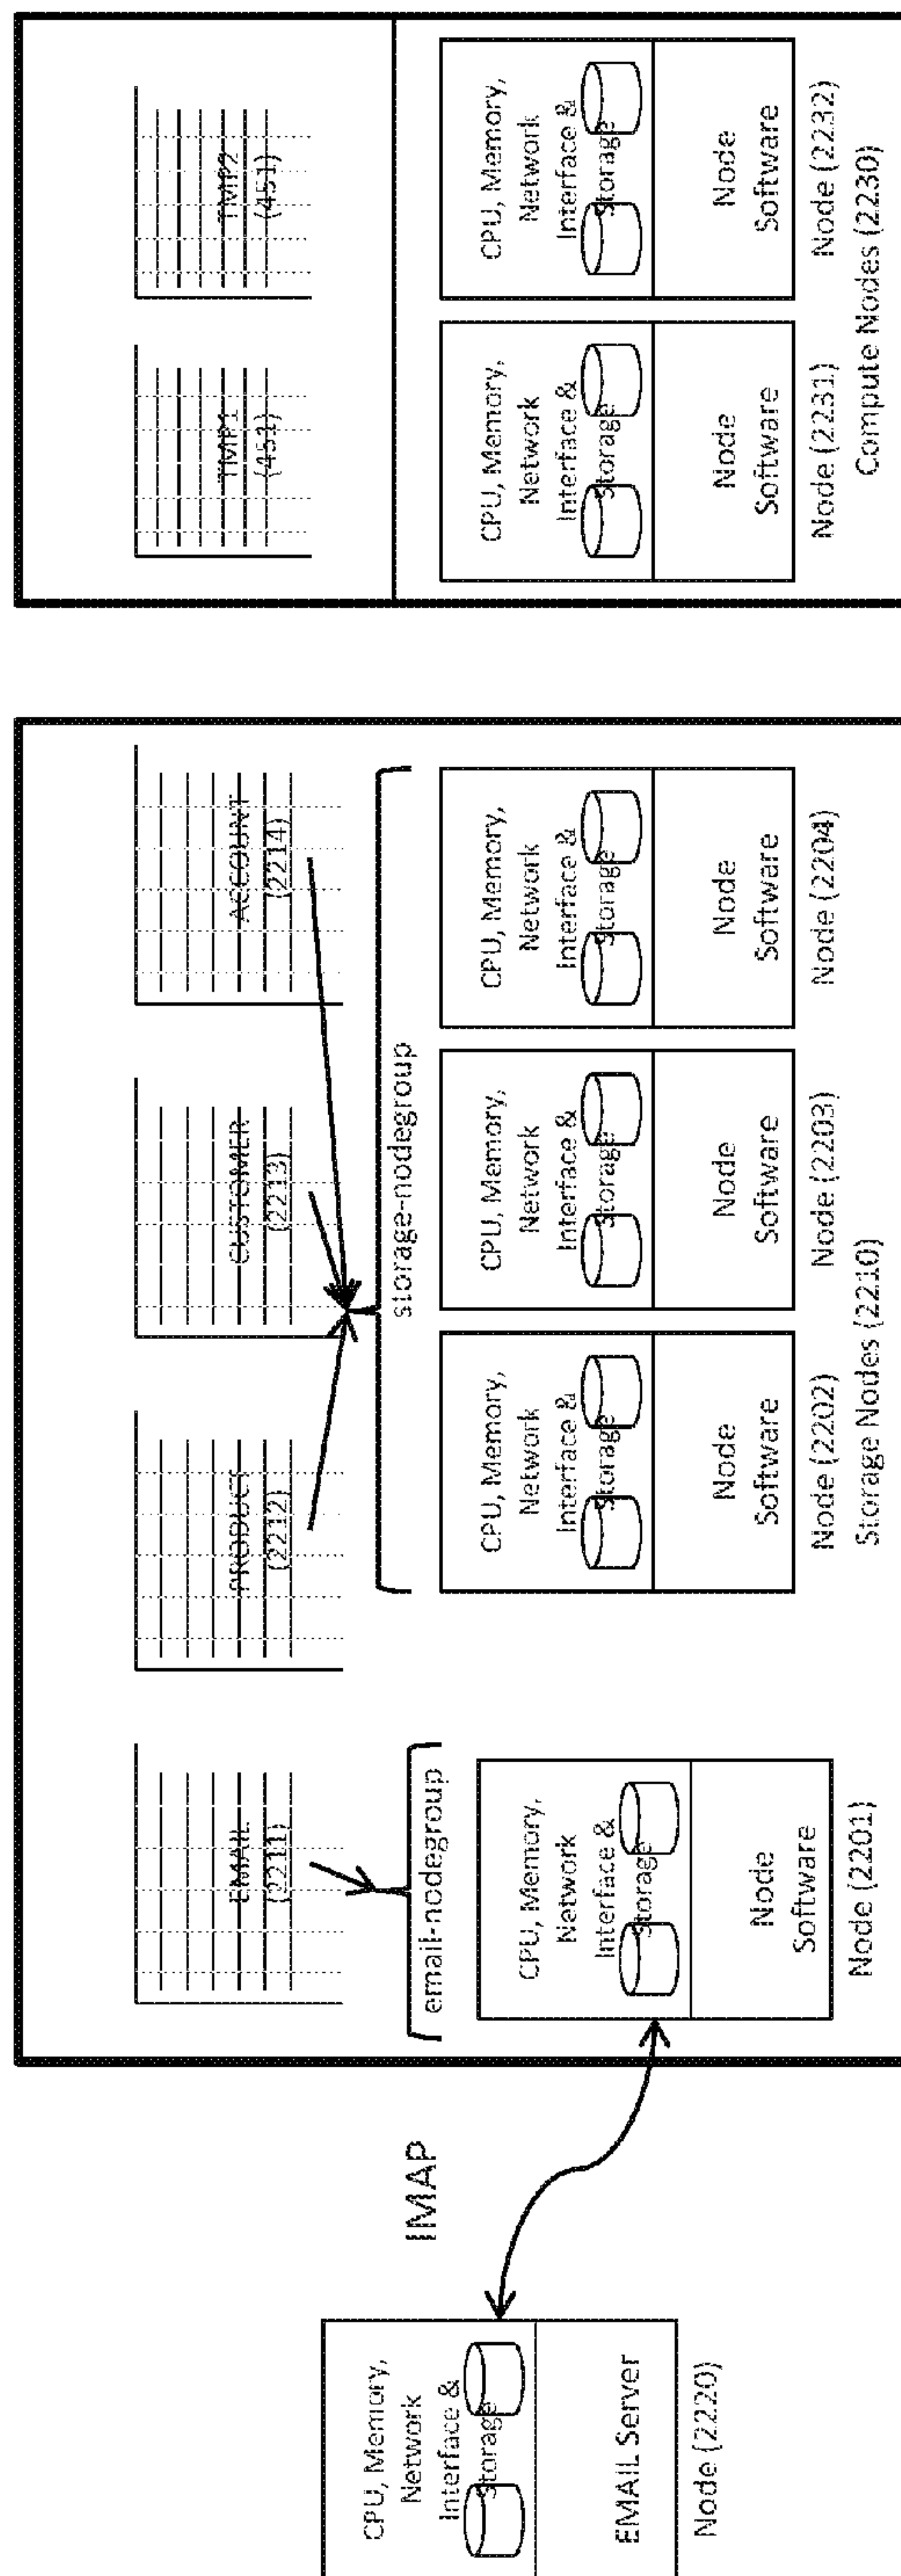 EMAIL
(2211)
PRODUCT
(2212)
CUSTOMER
(2213)
ACCOUNT
(2214)
TMP1
(451)
TMP2
(451)
IMAP
email-nodegroup
storage-nodegroup
CPU, Memory,
Network
Interface &
Storage
EMAIL Server
Node (2220)
CPU, Memory,
Network
Interface &
Storage
Node
Software
Node (2201)
CPU, Memory,
Network
Interface &
Storage
Node
Software
Node (2202)
CPU, Memory,
Network
Interface &
Storage
Node
Software
Node (2203)
CPU, Memory,
Network
Interface &
Storage
Node
Software
Node (2204)
Storage Nodes (2210)
CPU, Memory,
Network
Interface &
Storage
Node
Software
Node (2231)
CPU, Memory,
Network
Interface &
Storage
Node
Software
Node (2232)
Compute Nodes (2230)